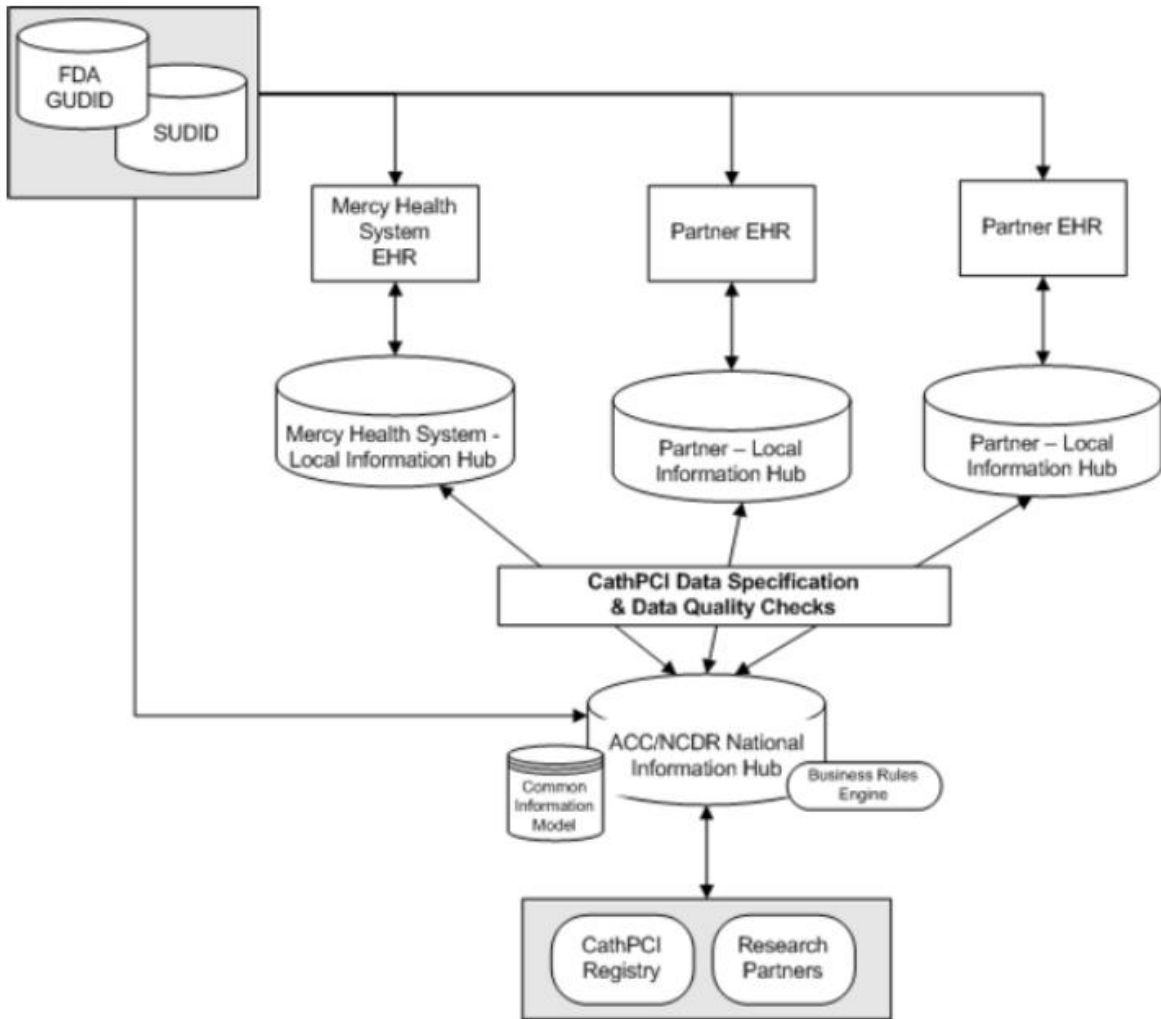 FDA
GUDID
SUDID
Mercy Health
System
EHR
Partner EHR
Partner EHR
Mercy Health System -
Local Information Hub
Partner – Local
Information Hub
Partner – Local
Information Hub
CathPCI Data Specification
& Data Quality Checks
ACC/NCDR National
Information Hub
Common
Information
Model
Business Rules
Engine
CathPCI
Registry
Research
Partners